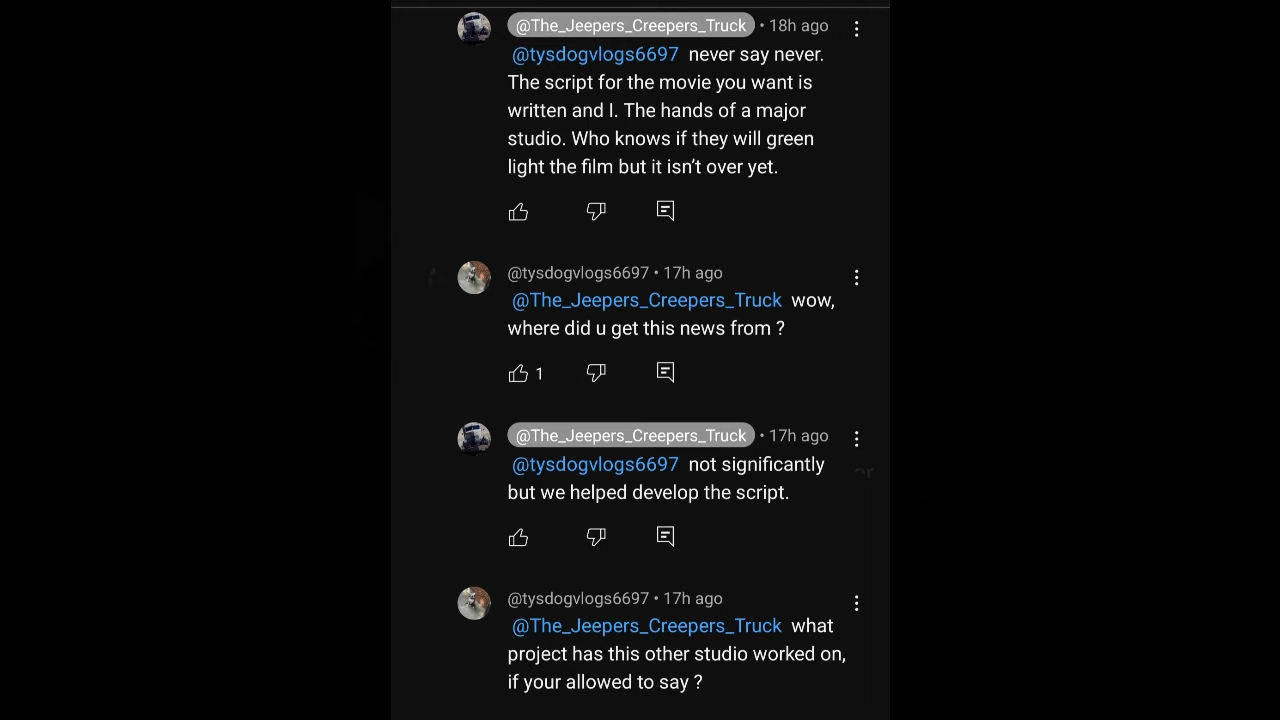 @The_Jeepers_Creepers_Truck • 18h ago
@tysdogvlogs6697 never say never.
The script for the movie you want is
written and I. The hands of a major
studio. Who knows if they will green
light the film but it isn’t over yet.
@tysdogvlogs6697 • 17h ago
@The_Jeepers_Creepers_Truck wow,
where did u get this news from ?
1
@The_Jeepers_Creepers_Truck • 17h ago
@tysdogvlogs6697 not significantly
but we helped develop the script.
@tysdogvlogs6697 • 17h ago
@The_Jeepers_Creepers_Truck what
project has this other studio worked on,
if your allowed to say ?